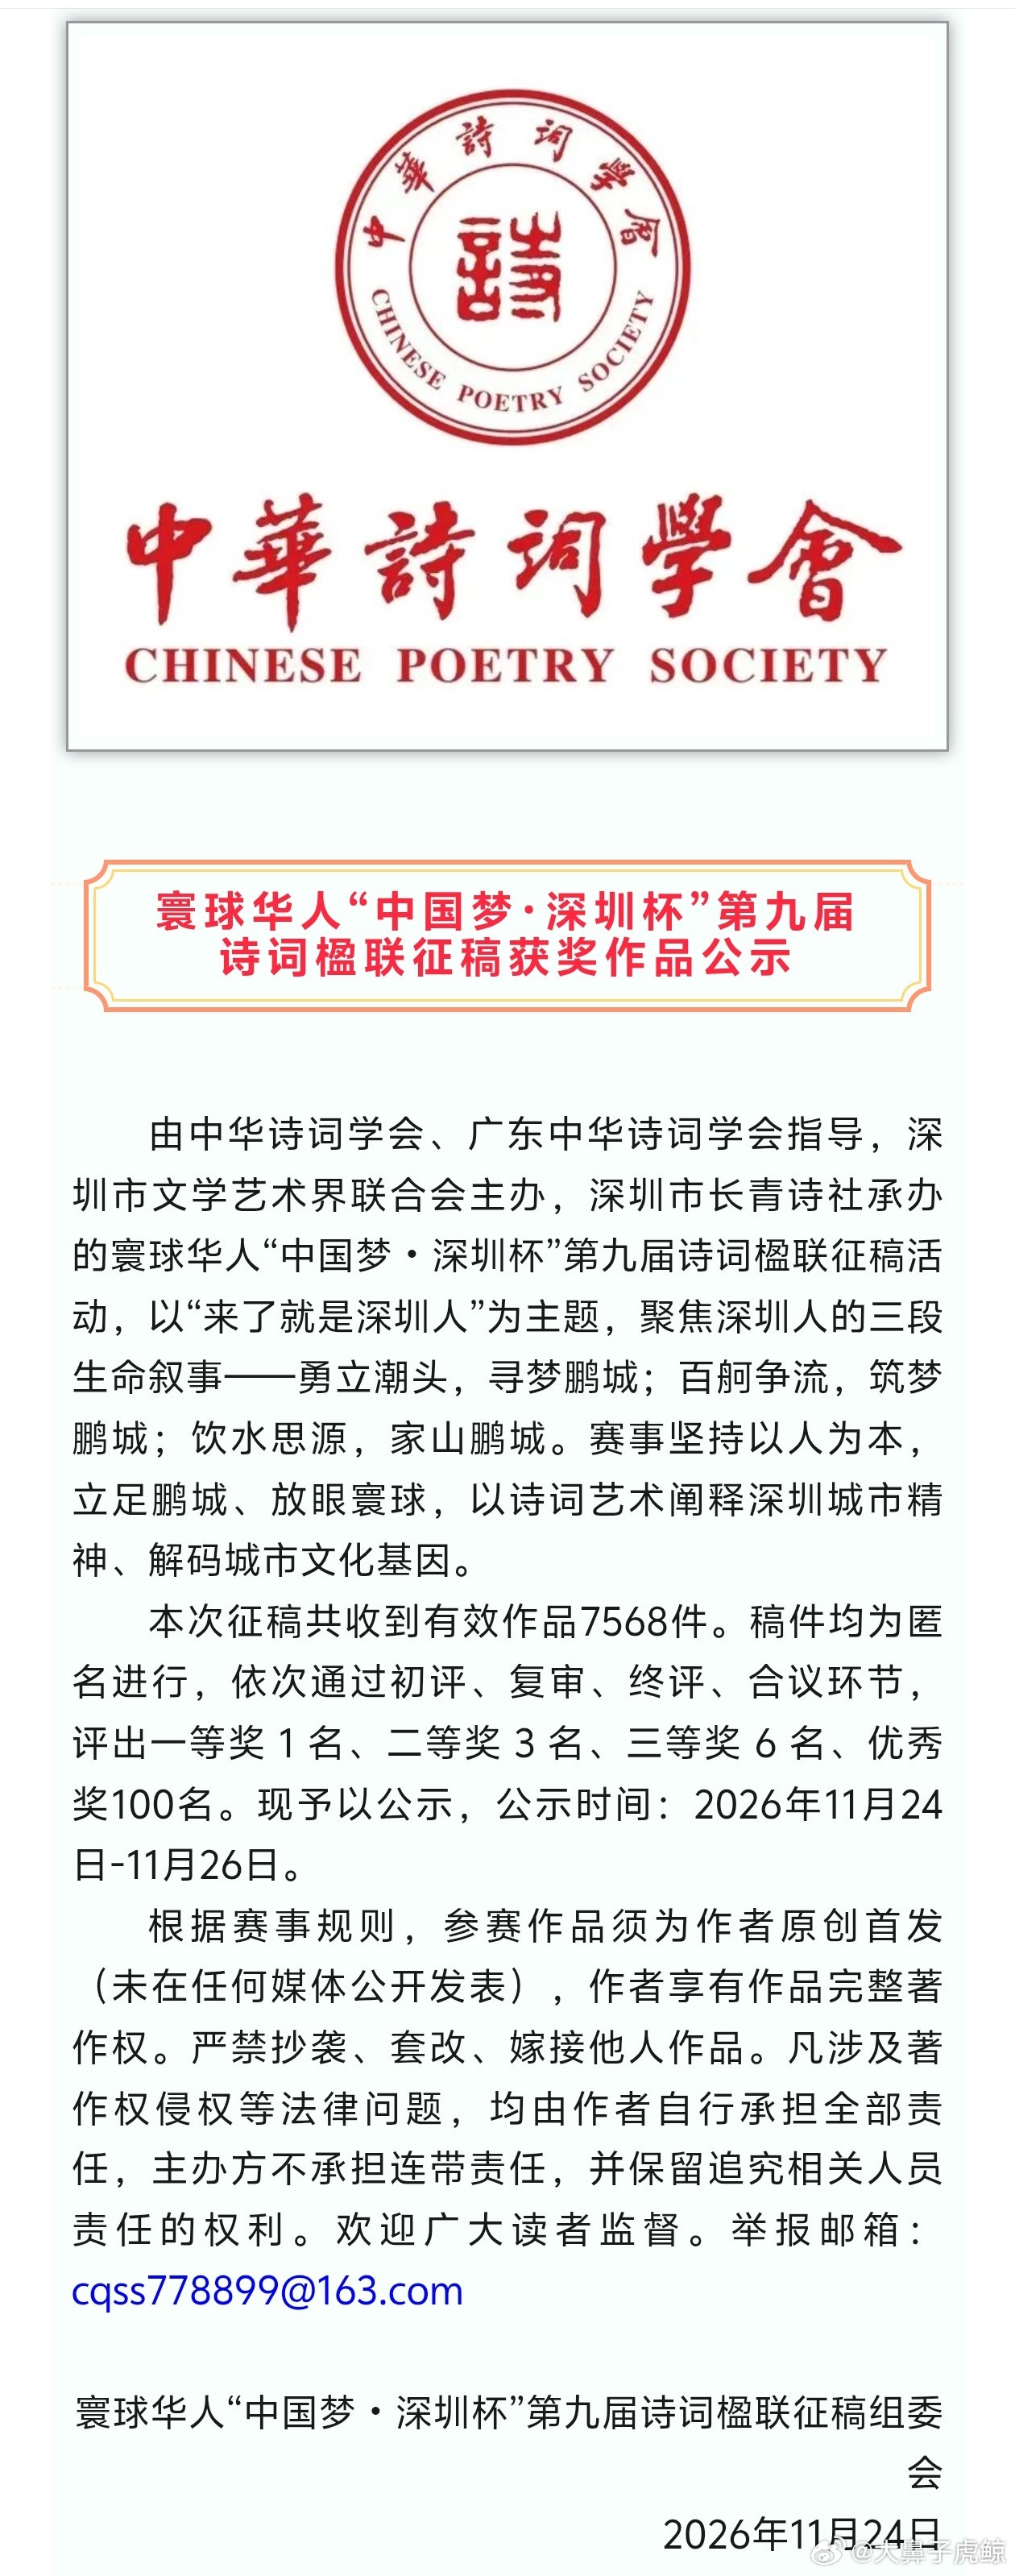 中華詩詞學會
詩
CHINESE POETRY SOCIETY
中華詩詞學會
CHINESE POETRY SOCIETY
寰球华人“中国梦·深圳杯”第九届
诗词楹联征稿获奖作品公示
由中华诗词学会、广东中华诗词学会指导，深
圳市文学艺术界联合会主办，深圳市长青诗社承办
的寰球华人“中国梦·深圳杯”第九届诗词楹联征稿活
动，以“来了就是深圳人”为主题，聚焦深圳人的三段
生命叙事——勇立潮头，寻梦鹏城；百舸争流，筑梦
鹏城；饮水思源，家山鹏城。赛事坚持以人为本，
立足鹏城、放眼寰球，以诗词艺术阐释深圳城市精
神、解码城市文化基因。
本次征稿共收到有效作品7568件。稿件均为匿
名进行，依次通过初评、复审、终评、合议环节，
评出一等奖 1 名、二等奖 3 名、三等奖 6 名、优秀
奖100名。现予以公示，公示时间：2026年11月24
日-11月26日。
根据赛事规则，参赛作品须为作者原创首发
（未在任何媒体公开发表），作者享有作品完整著
作权。严禁抄袭、套改、嫁接他人作品。凡涉及著
作权侵权等法律问题，均由作者自行承担全部责
任，主办方不承担连带责任，并保留追究相关人员
责任的权利。欢迎广大读者监督。举报邮箱：
cqss778899@163.com
寰球华人“中国梦·深圳杯”第九届诗词楹联征稿组委
会
2026年11月24日
@大鼻子虎鲸